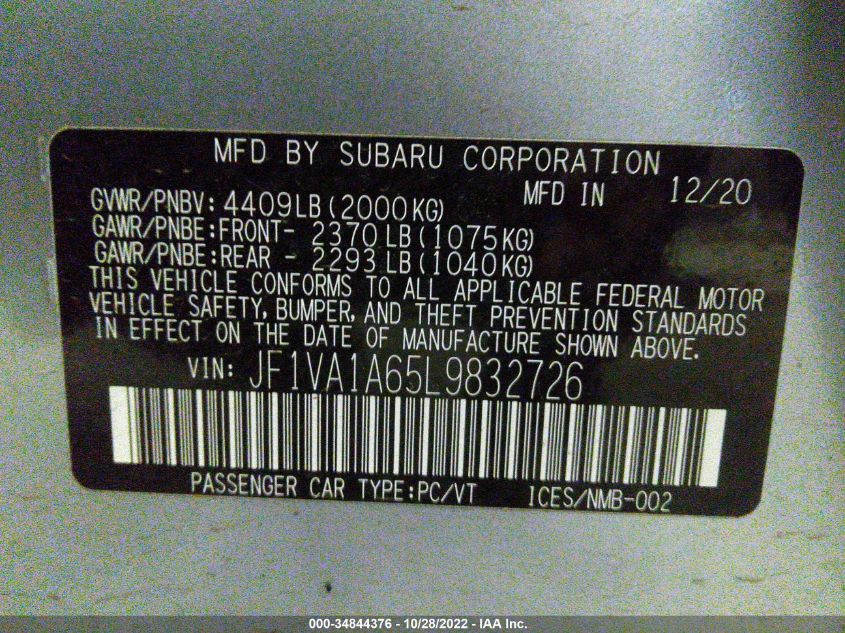 MFD BY SUBARU CORPORATION
MFD IN 12/20
GVWR/PNBV: 4409LB(2000KG)
GAWR/PNBE:FRONT- 2370LB(1075KG)
GAWR/PNBE:REAR - 2293LB(1040KG)
THIS VEHICLE CONFORMS TO ALL APPLICABLE FEDERAL MOTOR
VEHICLE SAFETY, BUMPER, AND THEFT PREVENTION STANDARDS
IN EFFECT ON THE DATE OF MANUFACTURE SHOWN ABOVE.
VIN: JF1VA1A65L9832726
PASSENGER CAR TYPE:PC/VT ICES/NMB-002
000-34844376 - 10/28/2022 - IAA Inc.